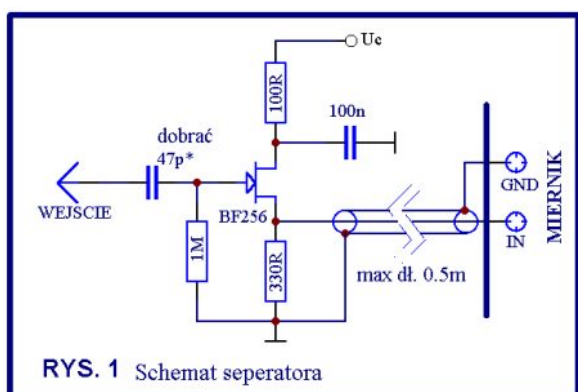 Uc
100R
100n
dobrać
47p*
WEJSCIE
BF256
GND
MIERNIK
IN
1M
330R
max dł. 0.5m
RYS. 1 Schemat seperatora